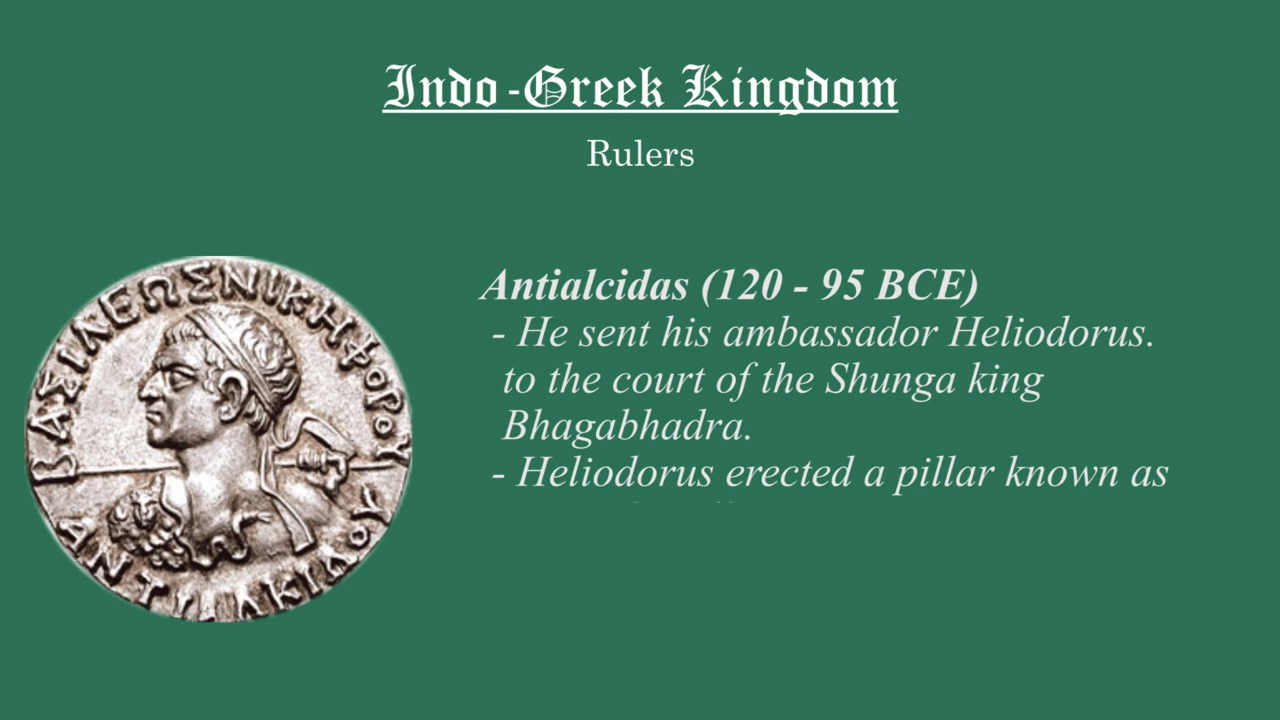 Indo-Greek Kingdom
Rulers
Antialcidas (120 - 95 BCE)
- He sent his ambassador Heliodorus.
to the court of the Shunga king
Bhagabhadra.
- Heliodorus erected a pillar known as
ΒΑΣΙΛΕΩΣ ΝΙΚΗΦΟΡΟΥ
ΑΝΤΙΑΛΚΙΔΟΥ